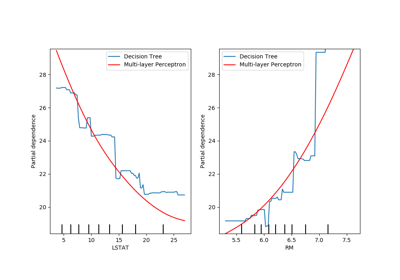 Decision Tree
Multi-layer Perceptron
Partial dependence
28
26
24
22
20
5 10 15 20 25
LSTAT
Decision Tree
Multi-layer Perceptron
Partial dependence
28
26
24
22
20
5.5 6.0 6.5 7.0 7.5
RM